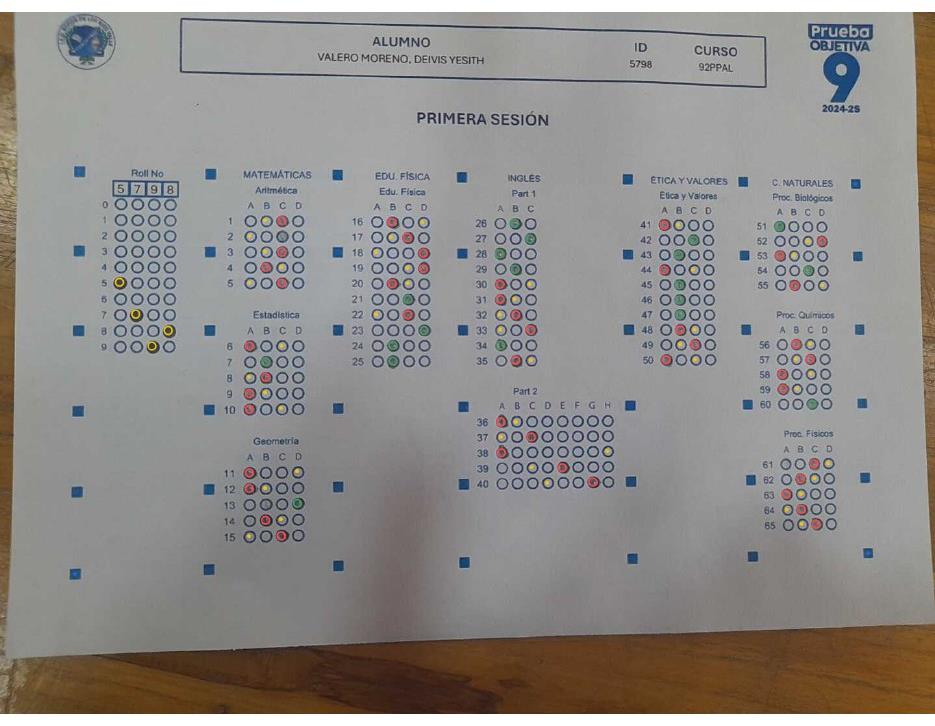 ALUMNO
VALERO MORENO, DEIVIS YESITH
ID
5798
CURSO
92PPAL
Prueba
OBJETIVA
9
2024-2S
PRIMERA SESIÓN
Roll No
5 7 9 8
0
1
2
3
4
5
6
7
8
9
MATEMÁTICAS
Aritmética
A B C D
1
2
3
4
5
Estadística
A B C D
6
7
8
9
10
Geometría
A B C D
11
12
13
14
15
EDU. FÍSICA
Edu. Física
A B C D
16
17
18
19
20
21
22
23
24
25
INGLÉS
Part 1
A B C
26
27
28
29
30
31
32
33
34
35
Part 2
A B C D E F G H
36
37
38
39
40
ÉTICA Y VALORES
Etica y Valores
A B C D
41
42
43
44
45
46
47
48
49
50
C. NATURALES
Proc. Biológicos
A B C D
51
52
53
54
55
Proc. Químicos
A B C D
56
57
58
59
60
Proc. Físicos
A B C D
61
62
63
64
65